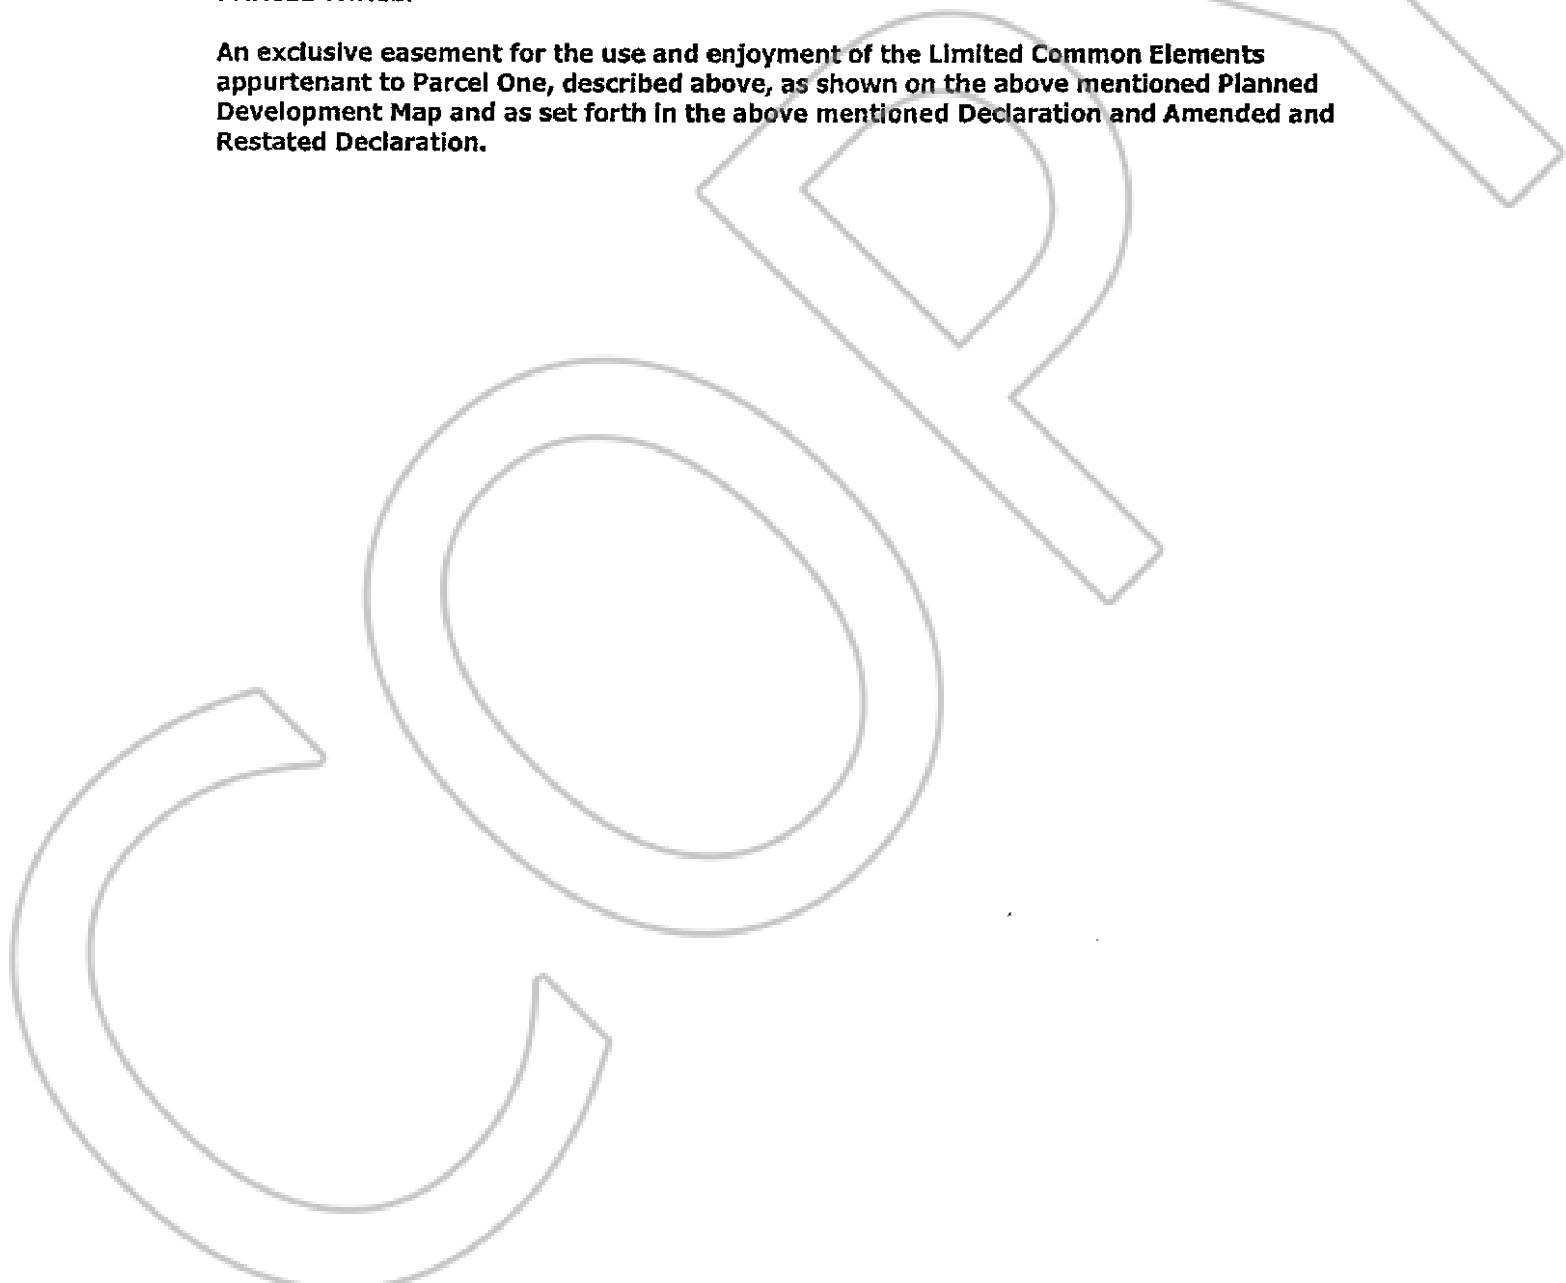 An exclusive easement for the use and enjoyment of the Limited Common Elements
appurtenant to Parcel One, described above, as shown on the above mentioned Planned
Development Map and as set forth in the above mentioned Declaration and Amended and
Restated Declaration.
COPY